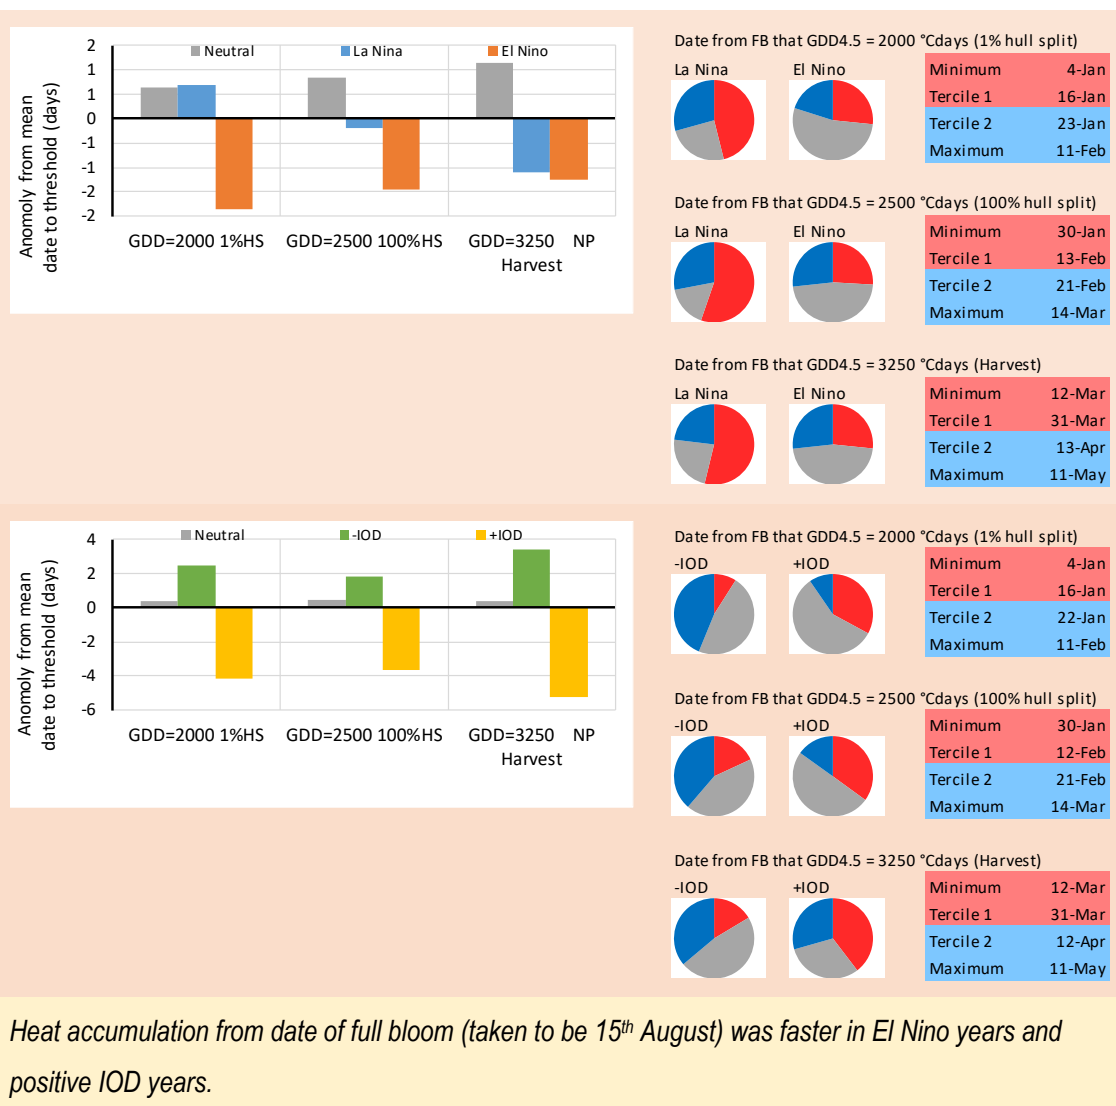 2
1
1
0
-1
-1
-2
-2
Anomoly from mean
date to threshold (days)
Neutral La Nina El Nino
GDD=2000 1%HS GDD=2500 100%HS GDD=3250 NP
Harvest
Date from FB that GDD4.5 = 2000 °Cdays (1% hull split)
La Nina El Nino
Minimum 4-Jan
Tercile 1 16-Jan
Tercile 2 23-Jan
Maximum 11-Feb
Date from FB that GDD4.5 = 2500 °Cdays (100% hull split)
La Nina El Nino
Minimum 30-Jan
Tercile 1 13-Feb
Tercile 2 21-Feb
Maximum 14-Mar
Date from FB that GDD4.5 = 3250 °Cdays (Harvest)
La Nina El Nino
Minimum 12-Mar
Tercile 1 31-Mar
Tercile 2 13-Apr
Maximum 11-May
4
2
0
-2
-4
-6
Anomoly from mean
date to threshold (days)
Neutral -IOD +IOD
GDD=2000 1%HS GDD=2500 100%HS GDD=3250 NP
Harvest
Date from FB that GDD4.5 = 2000 °Cdays (1% hull split)
-IOD +IOD
Minimum 4-Jan
Tercile 1 16-Jan
Tercile 2 22-Jan
Maximum 11-Feb
Date from FB that GDD4.5 = 2500 °Cdays (100% hull split)
-IOD +IOD
Minimum 30-Jan
Tercile 1 12-Feb
Tercile 2 21-Feb
Maximum 14-Mar
Date from FB that GDD4.5 = 3250 °Cdays (Harvest)
-IOD +IOD
Minimum 12-Mar
Tercile 1 31-Mar
Tercile 2 12-Apr
Maximum 11-May
Heat accumulation from date of full bloom (taken to be 15th August) was faster in El Nino years and
positive IOD years.